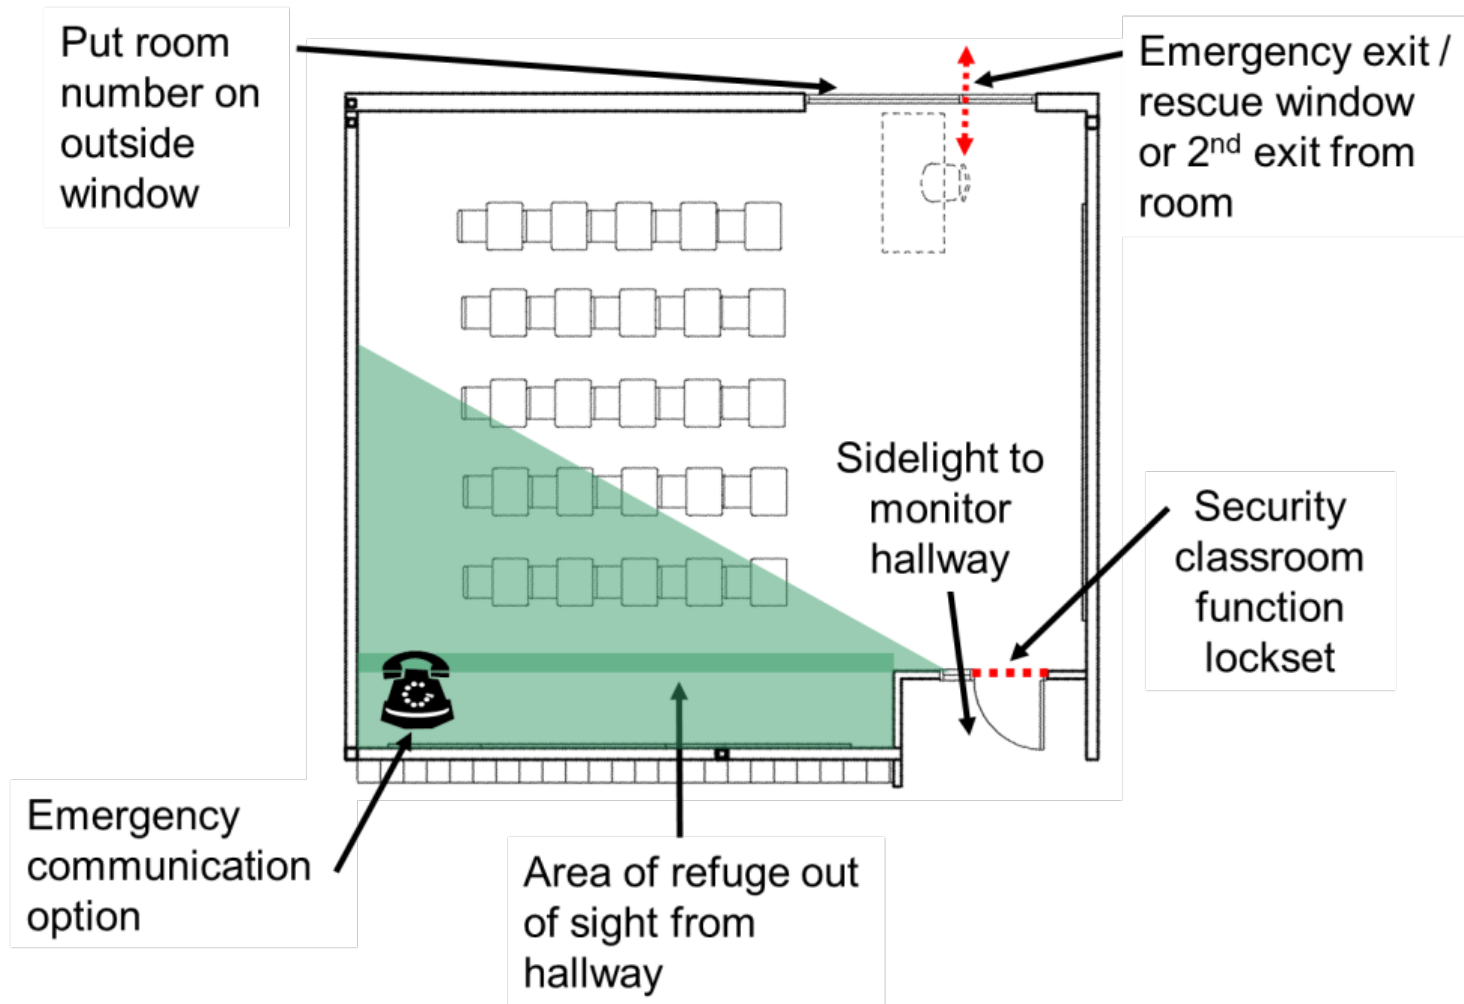 Put room
number on
outside
window
Emergency exit /
rescue window
or 2nd exit from
room
Sidelight to
monitor
hallway
Security
classroom
function
lockset
Emergency
communication
option
Area of refuge out
of sight from
hallway